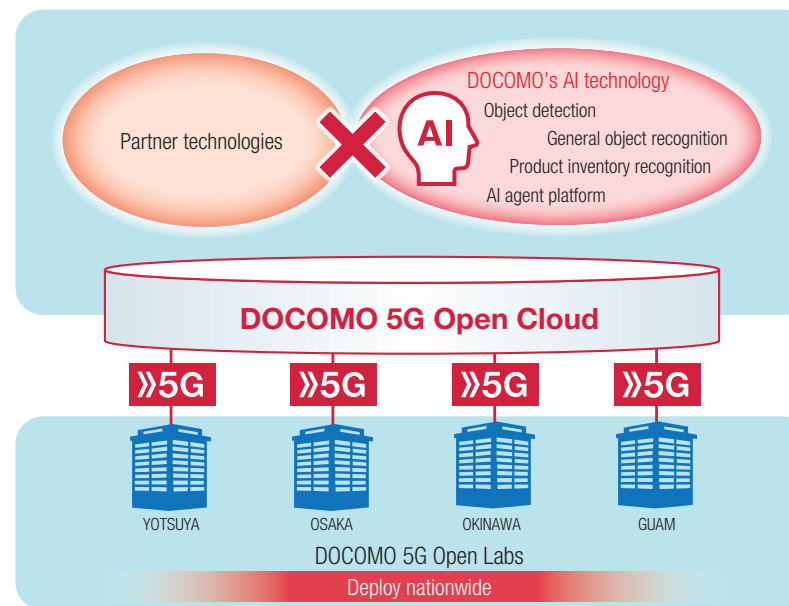 DOCOMO's AI technology
Object detection
Partner technologies
AI
General object recognition
Product inventory recognition
AI agent platform
DOCOMO 5G Open Cloud
》5G 》5G 》5G 》5G
YOTSUYA OSAKA OKINAWA GUAM
DOCOMO 5G Open Labs
Deploy nationwide